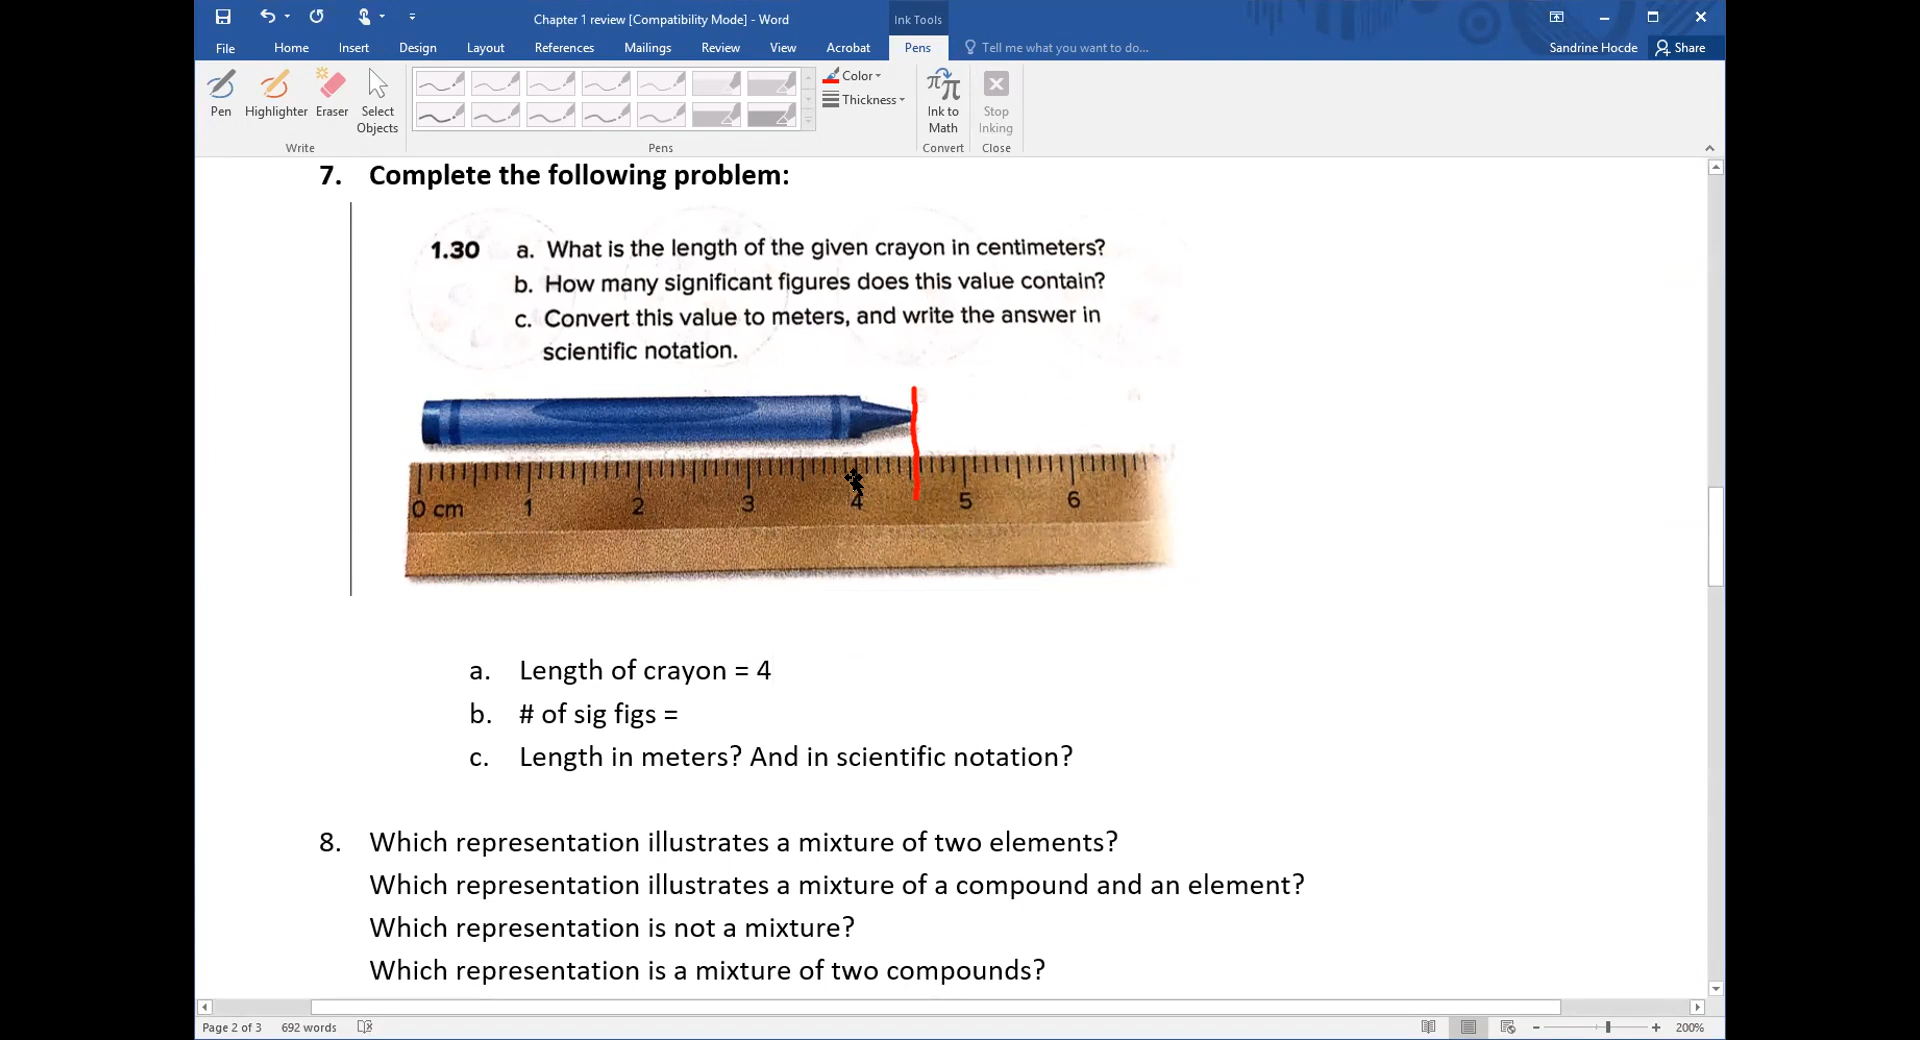 Chapter 1 review [Compatibility Mode] - Word
Ink Tools
File Home Insert Design Layout References Mailings Review View Acrobat Pens Tell me what you want to do... Sandrine Hocde Share
Pen Highlighter Eraser Select Objects
Color
Thickness
Ink to Math
Stop Inking
Write Pens Convert Close
7. Complete the following problem:
1.30 a. What is the length of the given crayon in centimeters?
b. How many significant figures does this value contain?
c. Convert this value to meters, and write the answer in
scientific notation.
0 cm 1 2 3 4 5 6
a. Length of crayon = 4
b. # of sig figs =
c. Length in meters? And in scientific notation?
8. Which representation illustrates a mixture of two elements?
Which representation illustrates a mixture of a compound and an element?
Which representation is not a mixture?
Which representation is a mixture of two compounds?
Page 2 of 3 692 words 200%